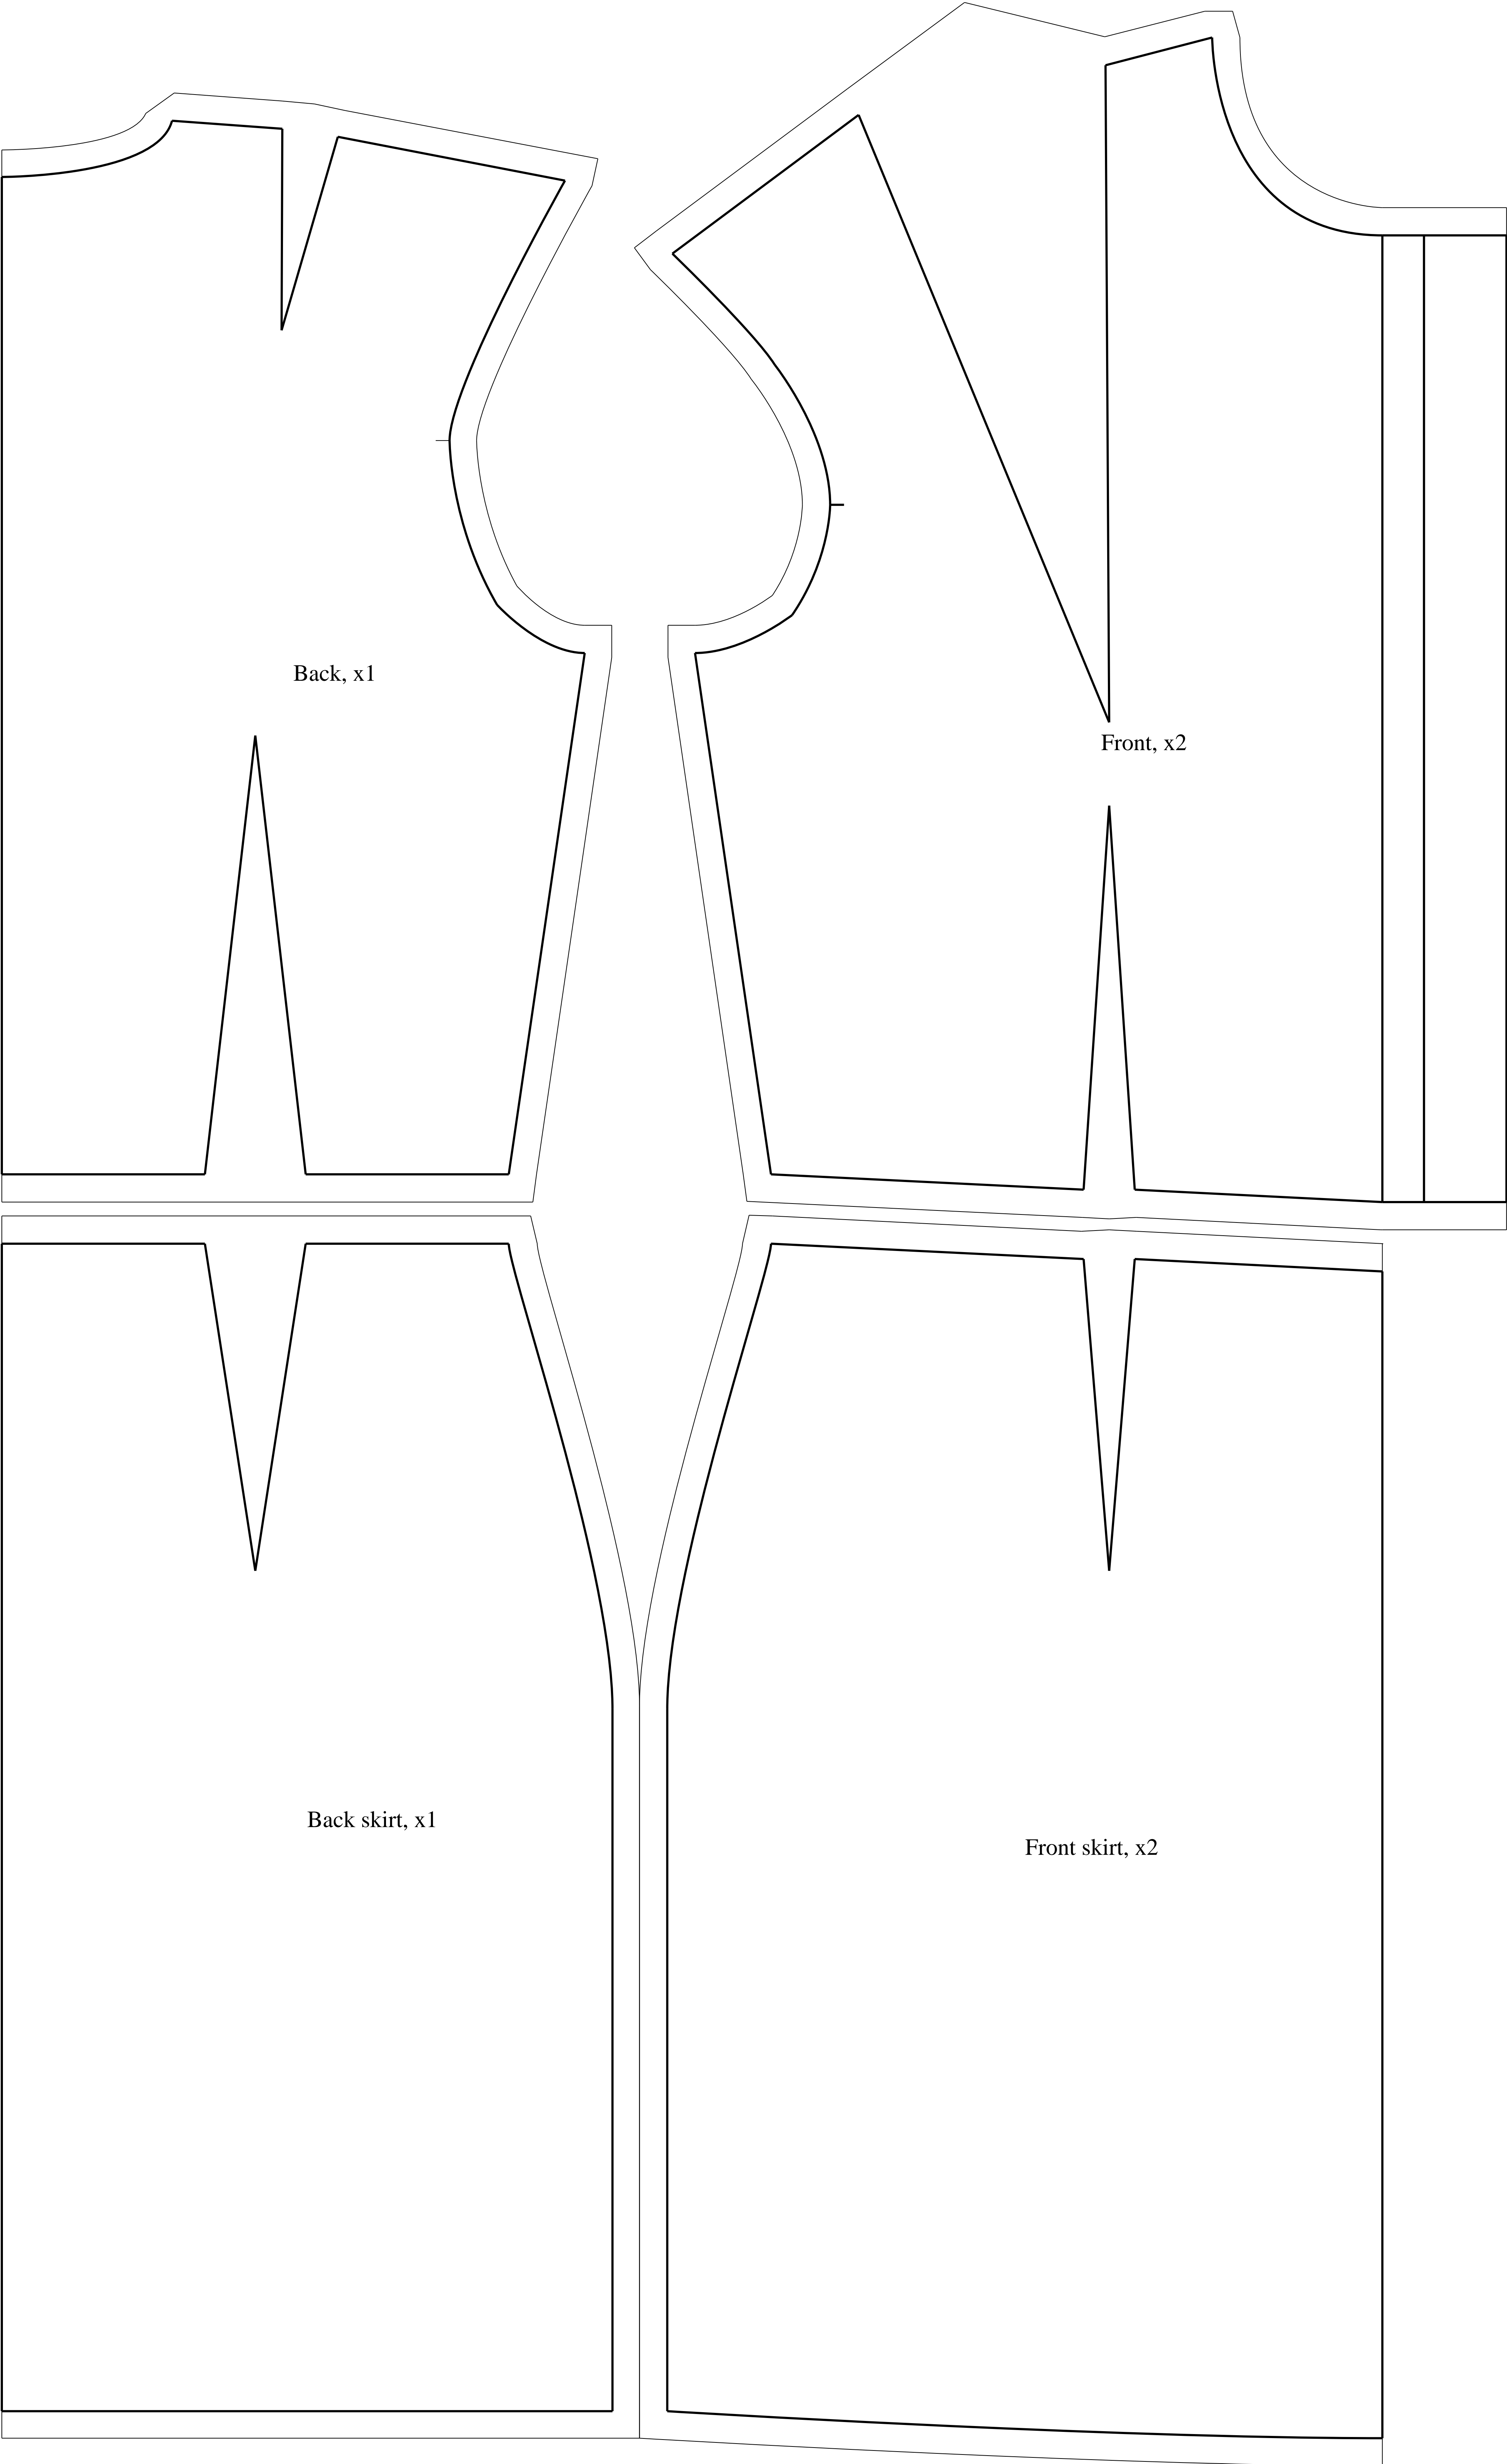 Back, x1
Front, x2
Back skirt, x1
Front skirt, x2